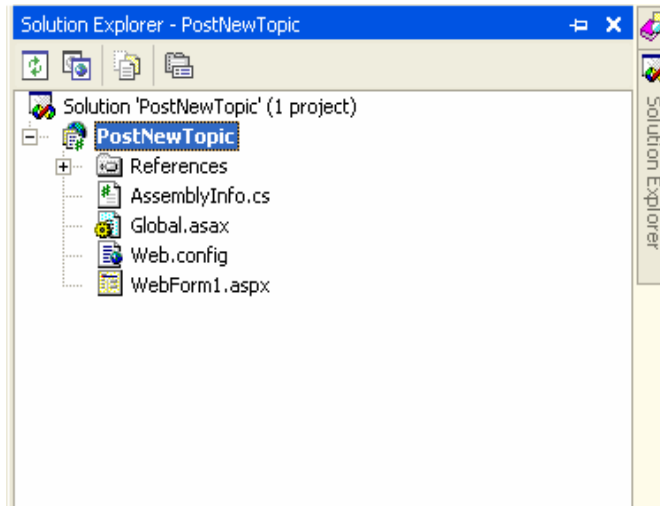 Solution Explorer - PostNewTopic
Solution 'PostNewTopic' (1 project)
PostNewTopic
References
AssemblyInfo.cs
Global.asax
Web.config
WebForm1.aspx
Solution Explorer